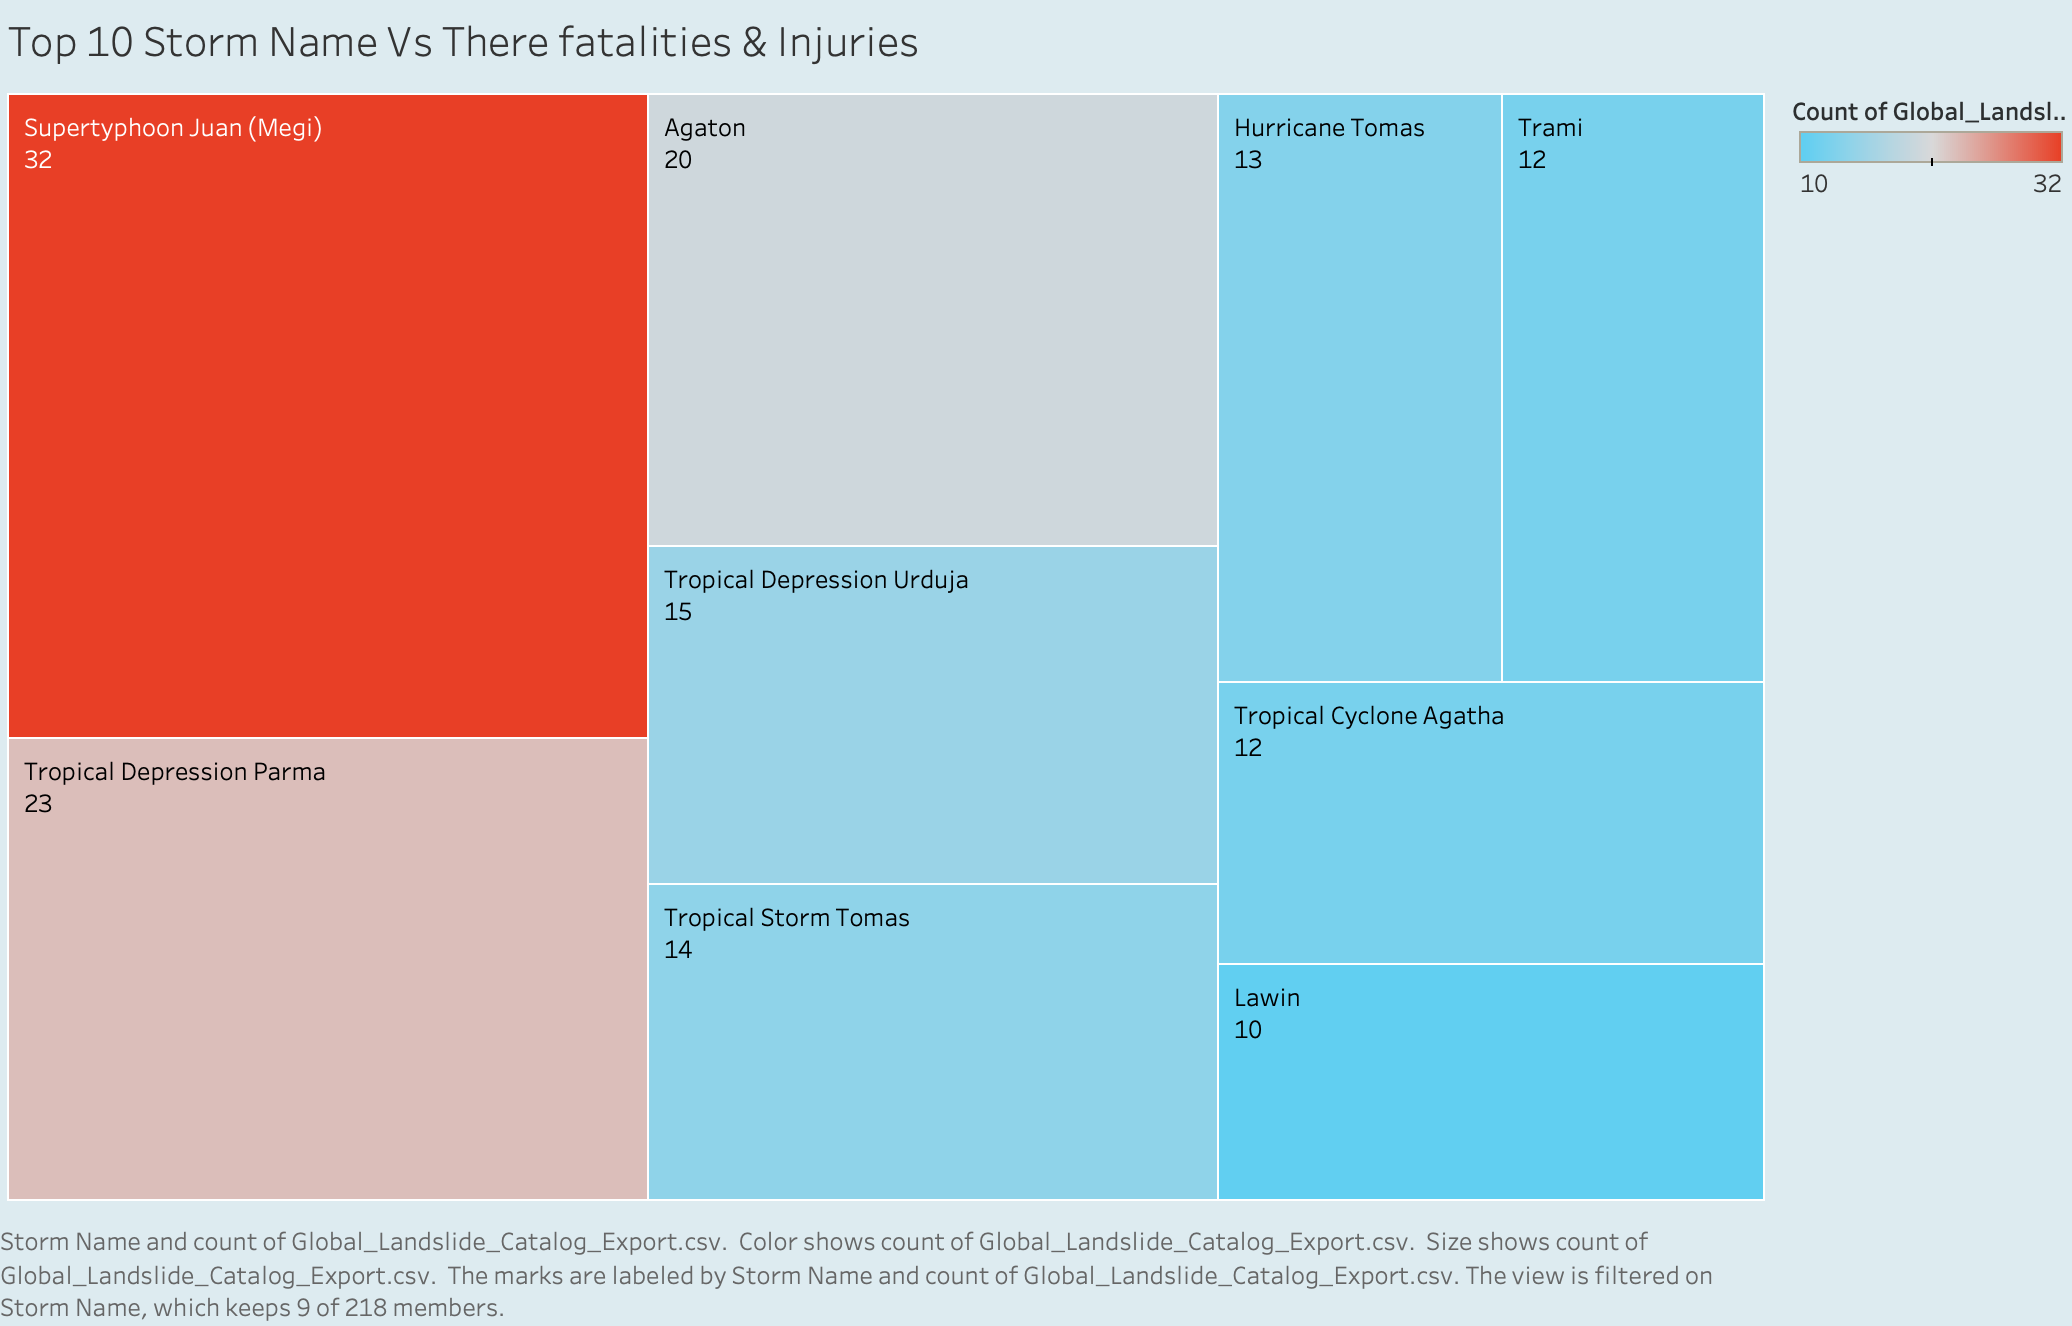 Top 10 Storm Name Vs There fatalities & Injuries
Supertyphoon Juan (Megi)
32
Tropical Depression Parma
23
Agaton
20
Tropical Depression Urduja
15
Tropical Storm Tomas
14
Hurricane Tomas
13
Trami
12
Tropical Cyclone Agatha
12
Lawin
10
Count of Global_Landsl..
10 32
Storm Name and count of Global_Landslide_Catalog_Export.csv. Color shows count of Global_Landslide_Catalog_Export.csv. Size shows count of
Global_Landslide_Catalog_Export.csv. The marks are labeled by Storm Name and count of Global_Landslide_Catalog_Export.csv. The view is filtered on
Storm Name, which keeps 9 of 218 members.